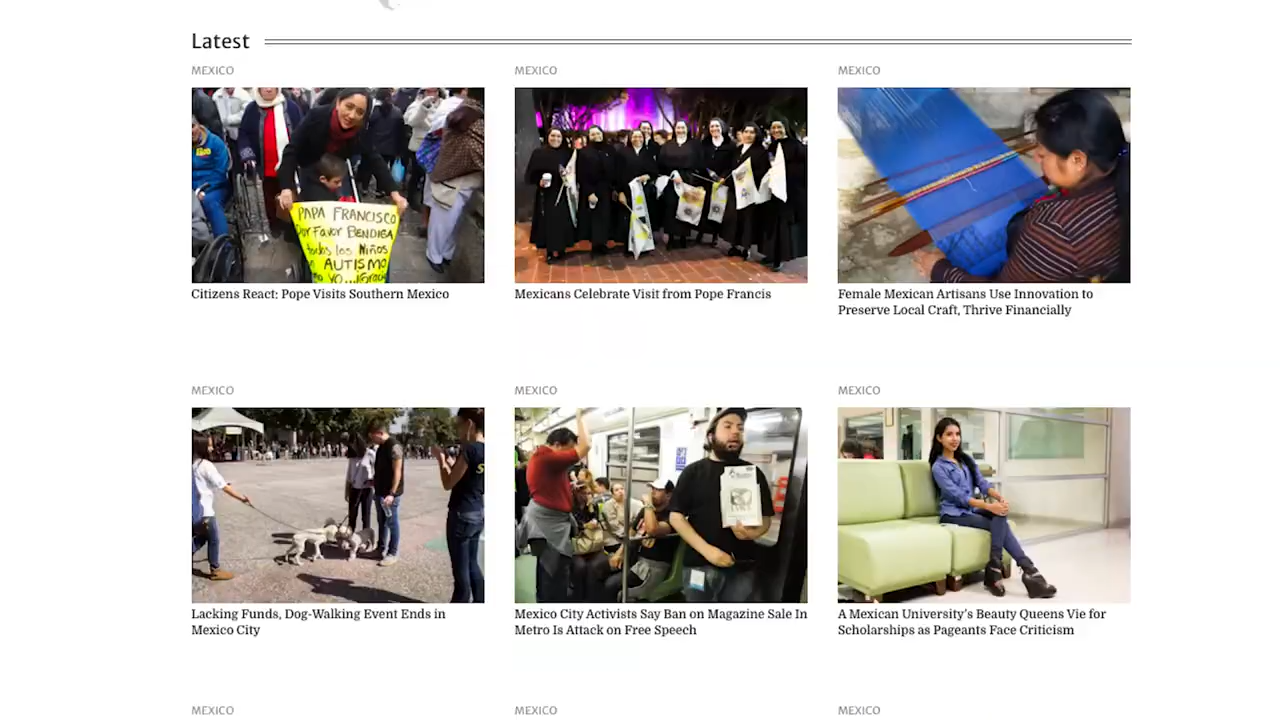 Latest
MEXICO
MEXICO
MEXICO
PAPA FRANCISCO
Por Favor BENDIGA
todos los Niños
AUTISMO
YO...
Citizens React: Pope Visits Southern Mexico
Mexicans Celebrate Visit from Pope Francis
Female Mexican Artisans Use Innovation to
Preserve Local Craft, Thrive Financially
MEXICO
MEXICO
MEXICO
Lacking Funds, Dog-Walking Event Ends in
Mexico City
Mexico City Activists Say Ban on Magazine Sale In
Metro Is Attack on Free Speech
A Mexican University's Beauty Queens Vie for
Scholarships as Pageants Face Criticism
MEXICO
MEXICO
MEXICO